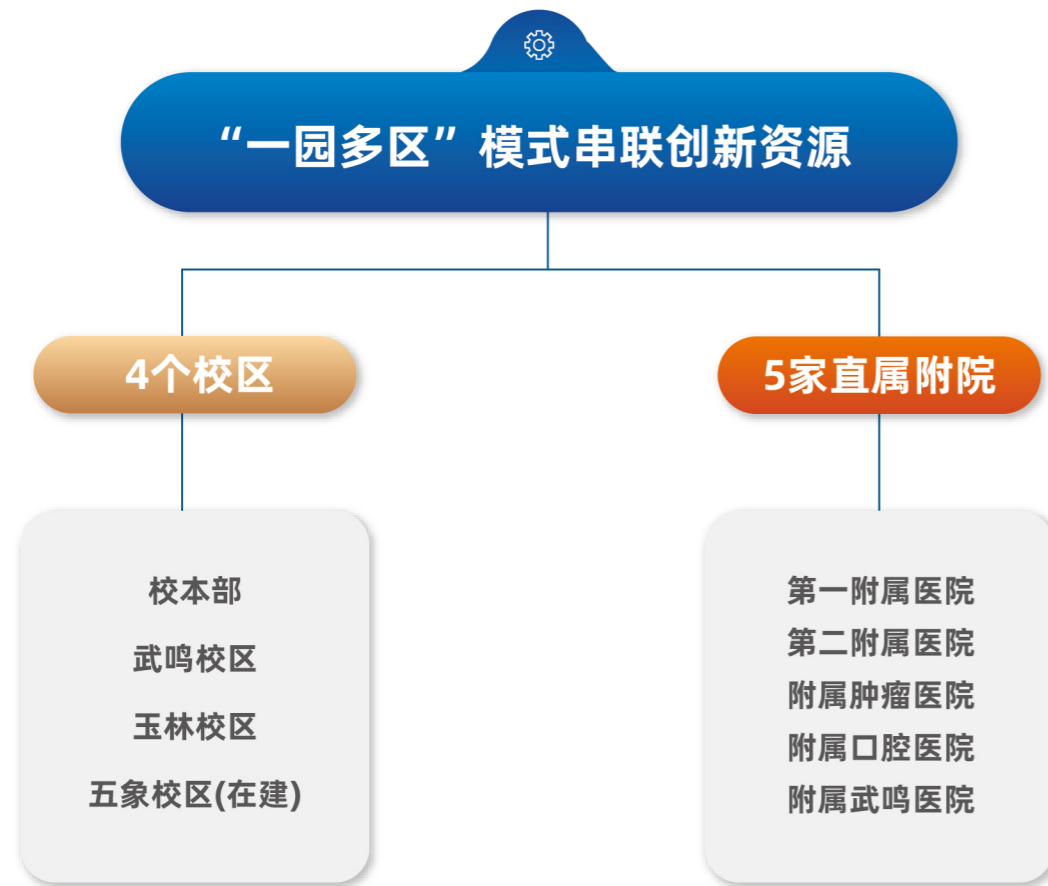 “一园多区”模式串联创新资源
4个校区
5家直属附院
校本部
武鸣校区
玉林校区
五象校区(在建)
第一附属医院
第二附属医院
附属肿瘤医院
附属口腔医院
附属武鸣医院